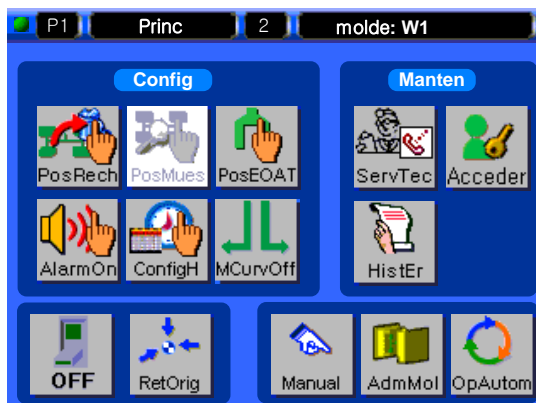 P1 Princ 2 molde: W1
Config
PosRech PosMues PosEOAT
AlarmOn ConfigH MCurvOff
Manten
ServTec Acceder
HistEr
OFF RetOrig
Manual AdmMol OpAutom